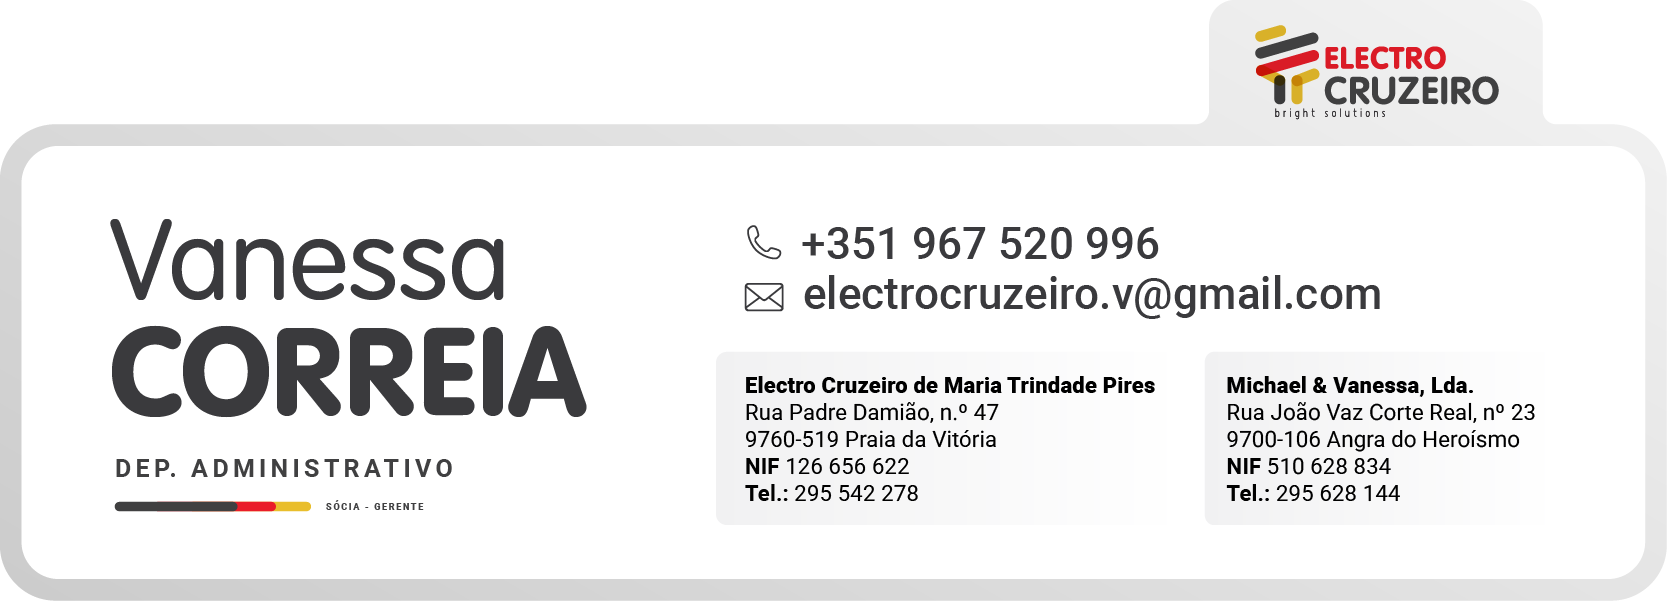 ELECTRO
CRUZEIRO
bright solutions
Vanessa
CORREIA
DEP. ADMINISTRATIVO
SÓCIA - GERENTE
+351 967 520 996
electrocruzeiro.v@gmail.com
Electro Cruzeiro de Maria Trindade Pires
Rua Padre Damião, n.º 47
9760-519 Praia da Vitória
NIF 126 656 622
Tel.: 295 542 278
Michael & Vanessa, Lda.
Rua João Vaz Corte Real, nº 23
9700-106 Angra do Heroísmo
NIF 510 628 834
Tel.: 295 628 144